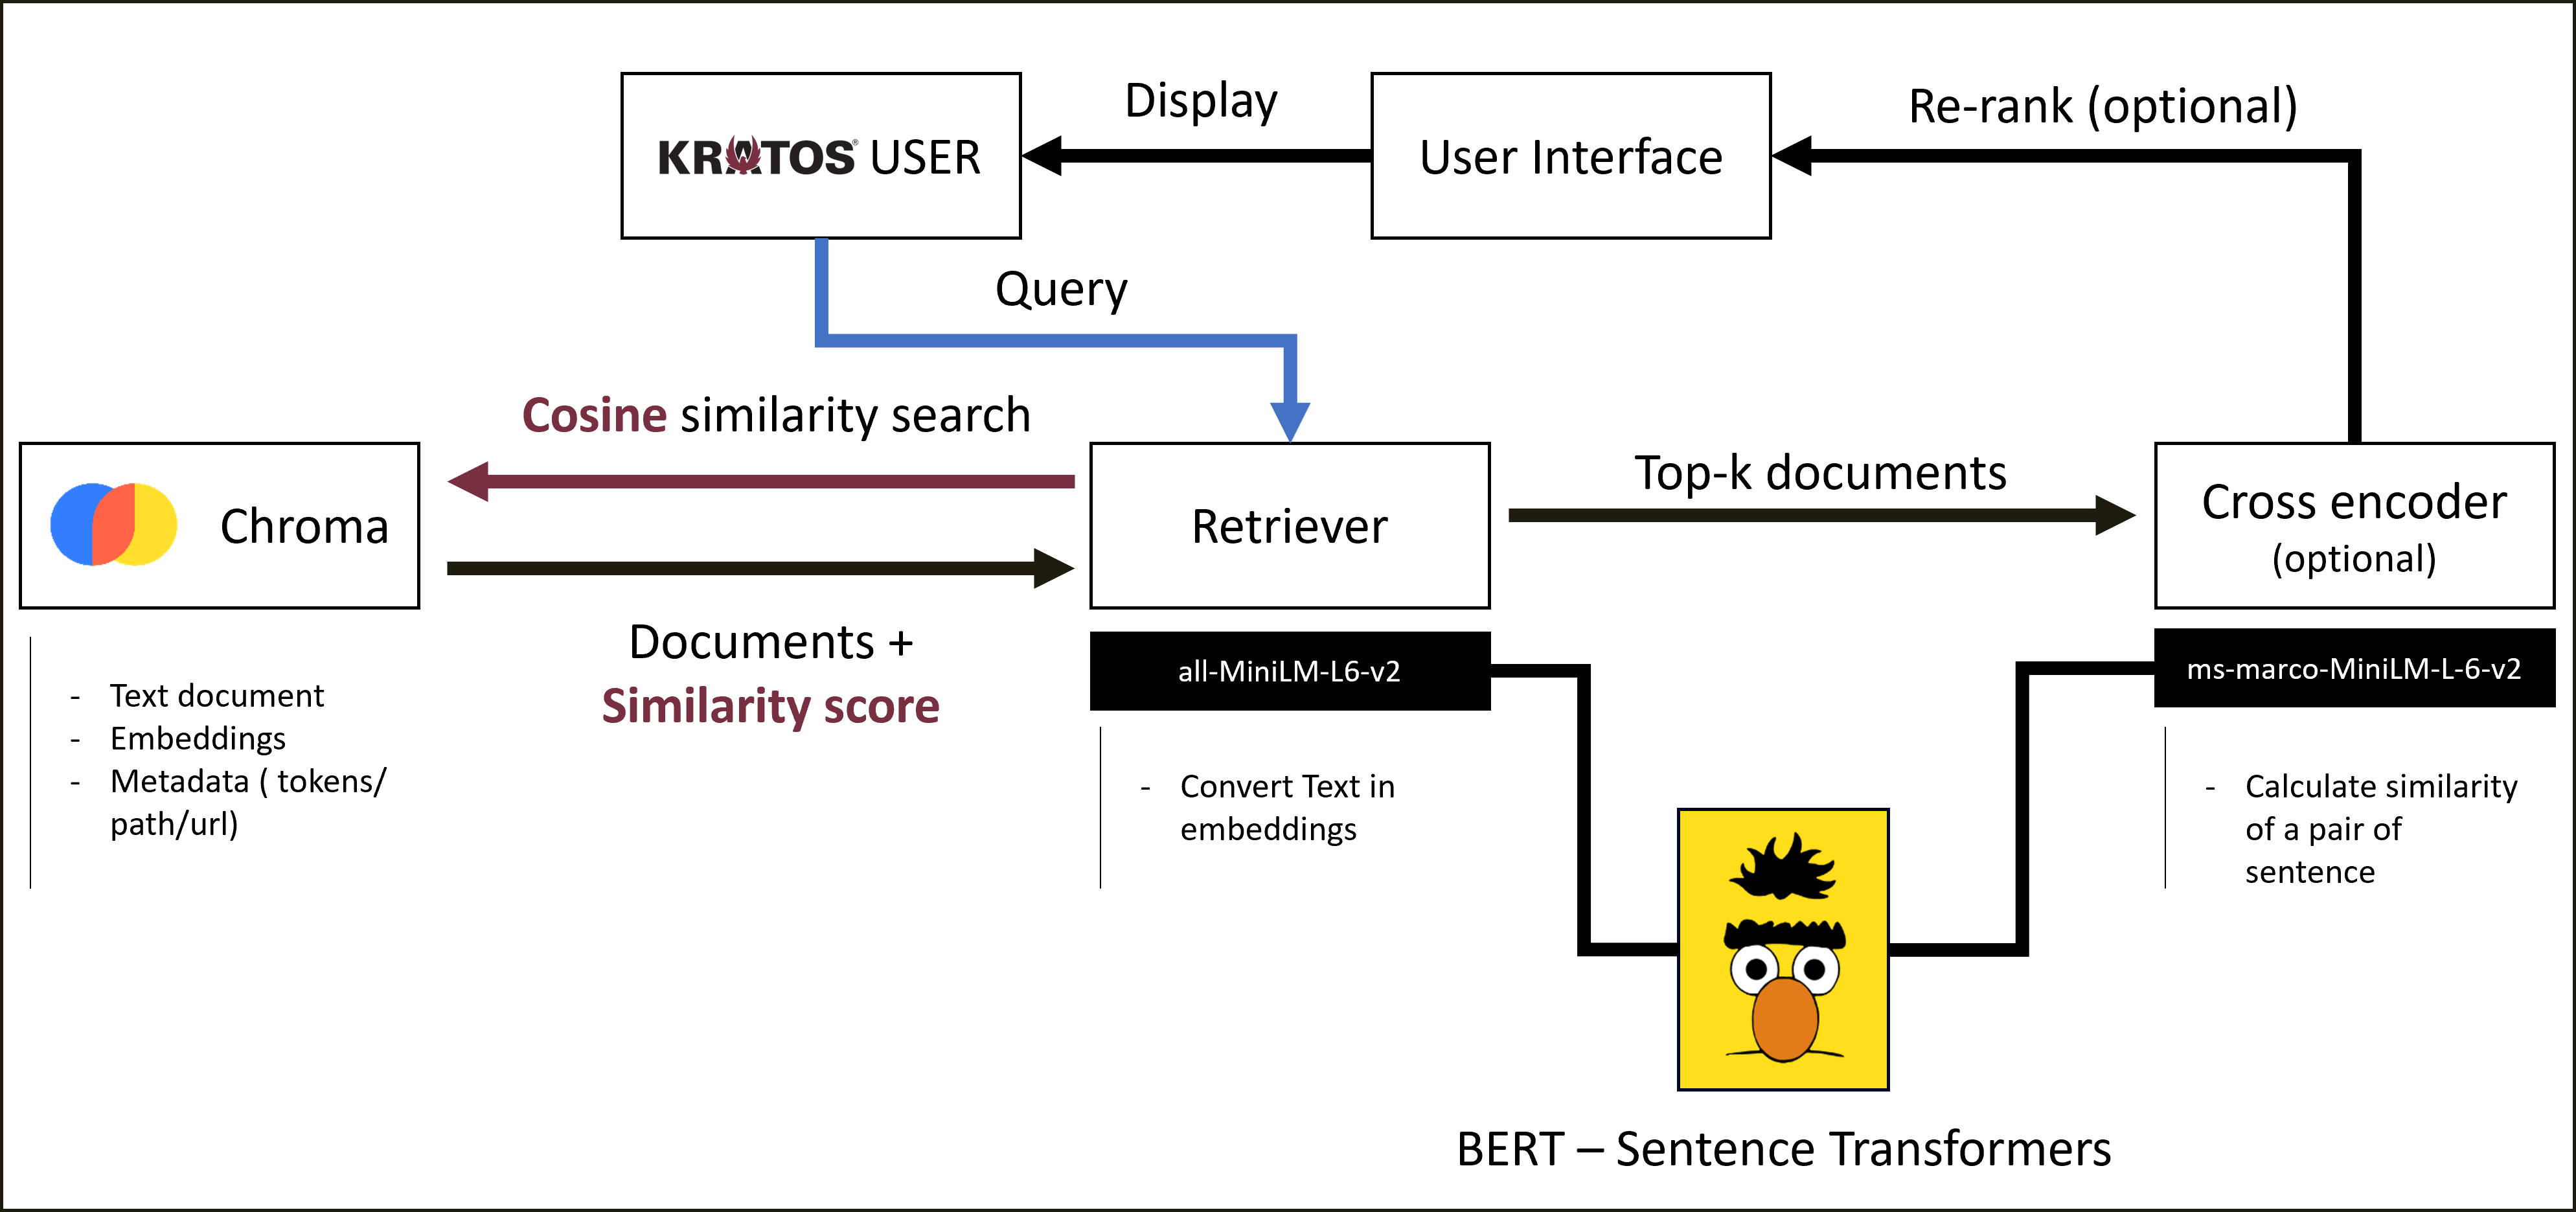 KRATOS® USER
Display
User Interface
Re-rank (optional)
Query
Cosine similarity search
Chroma
Retriever
Top-k documents
Cross encoder
(optional)
Documents +
Similarity score
all-MiniLM-L6-v2
ms-marco-MiniLM-L-6-v2
- Text document
- Embeddings
- Metadata ( tokens/
path/url)
- Convert Text in
embeddings
- Calculate similarity
of a pair of
sentence
BERT – Sentence Transformers